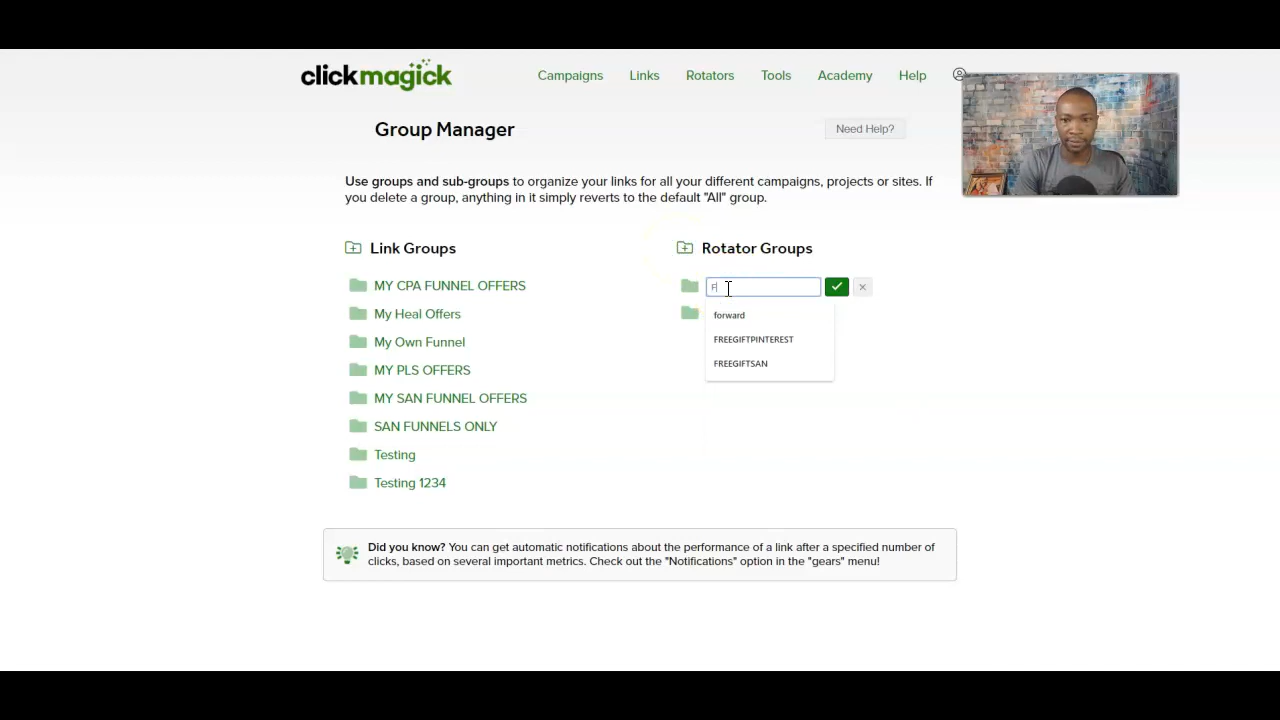 clickmagick
Campaigns
Links
Rotators
Tools
Academy
Help
Group Manager
Need Help?
Use groups and sub-groups to organize your links for all your different campaigns, projects or sites. If
you delete a group, anything in it simply reverts to the default "All" group.
Link Groups
MY CPA FUNNEL OFFERS
My Heal Offers
My Own Funnel
MY PLS OFFERS
MY SAN FUNNEL OFFERS
SAN FUNNELS ONLY
Testing
Testing 1234
Rotator Groups
F
forward
FREEGIFTPINTEREST
FREEGIFTSAN
Did you know? You can get automatic notifications about the performance of a link after a specified number of
clicks, based on several important metrics. Check out the "Notifications" option in the "gears" menu!